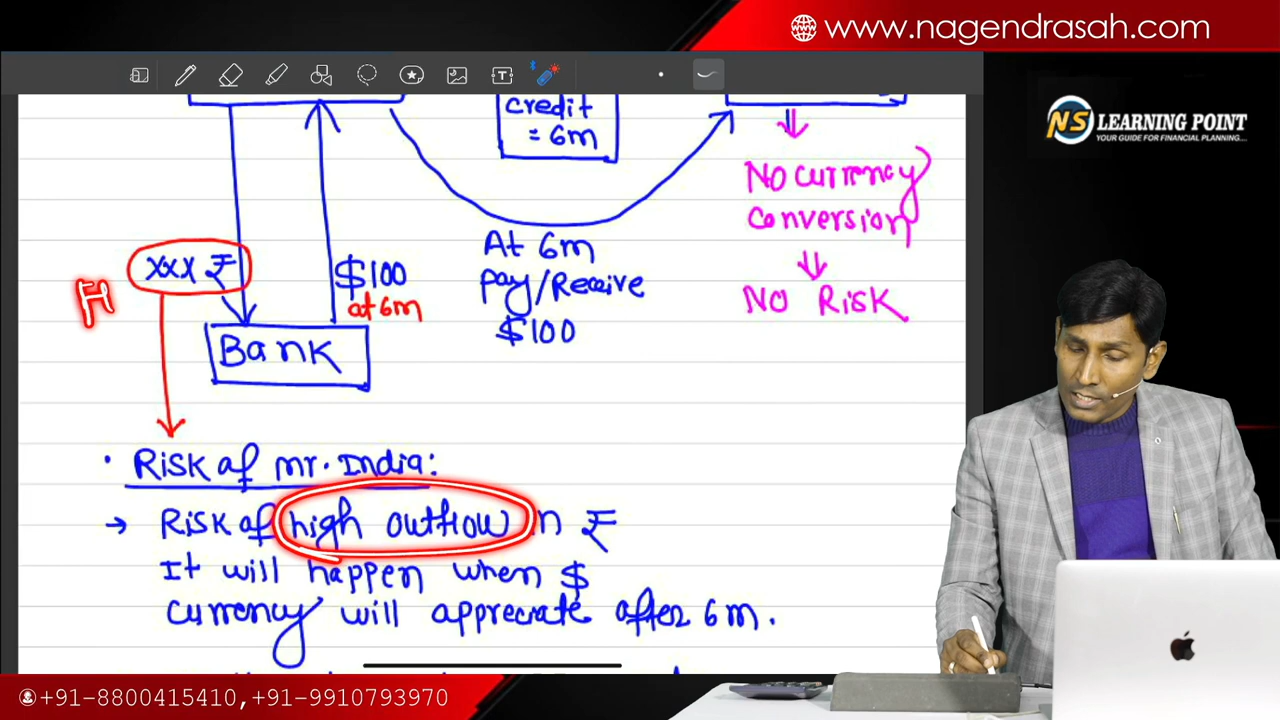 www.nagendrasah.com
NS LEARNING POINT
YOUR GUIDE FOR FINANCIAL PLANNING....
credit
= 6m
No currency
conversion
No Risk
xxx ₹
H
$100
at 6m
At 6m
pay/Receive
$100
Bank
• Risk of mr. India:
→ Risk of high outflow in ₹
It will happen when $
currency will appreciate after 6m.
+91-8800415410,+91-9910793970